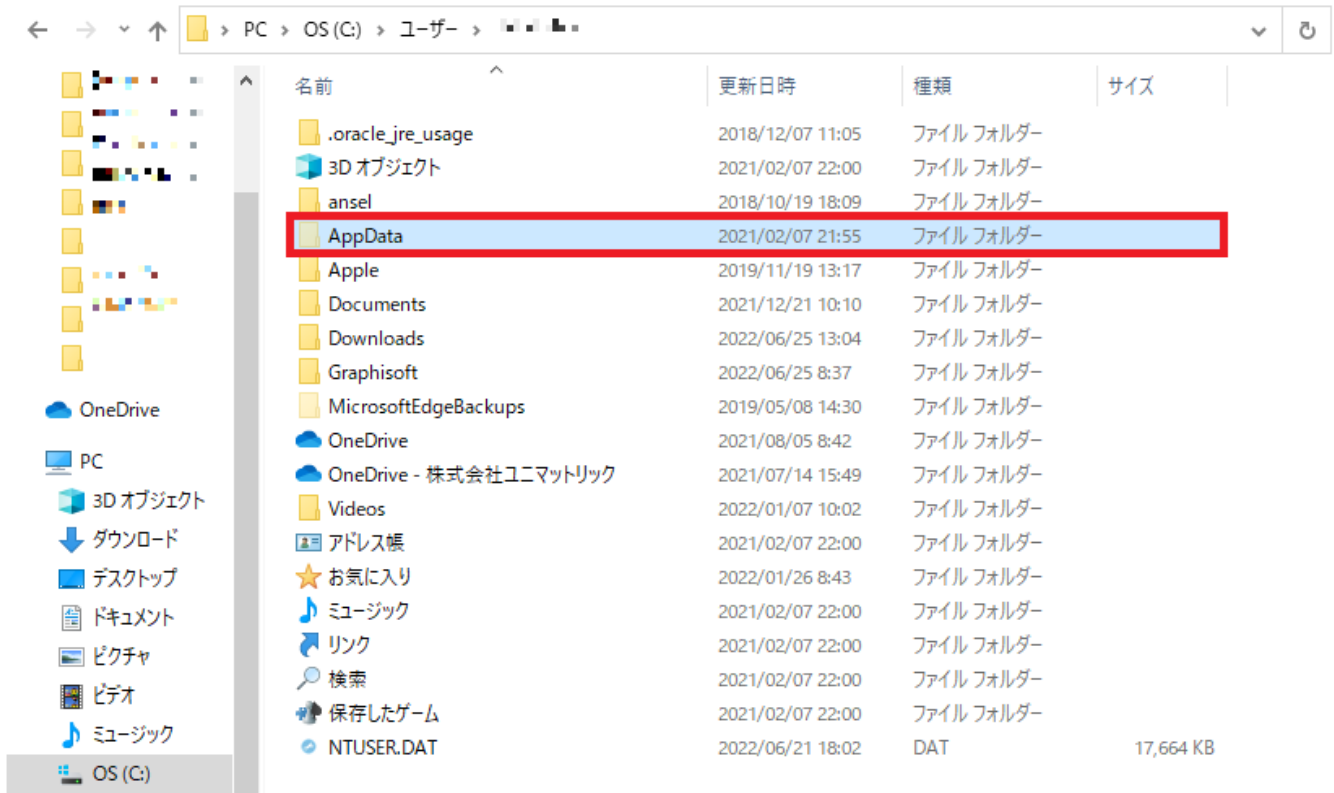 PC > OS (C:) > ユーザー >
名前 更新日時 種類 サイズ
.oracle_jre_usage 2018/12/07 11:05 ファイル フォルダー
3D オブジェクト 2021/02/07 22:00 ファイル フォルダー
ansel 2018/10/19 18:09 ファイル フォルダー
AppData 2021/02/07 21:55 ファイル フォルダー
Apple 2019/11/19 13:17 ファイル フォルダー
Documents 2021/12/21 10:10 ファイル フォルダー
Downloads 2022/06/25 13:04 ファイル フォルダー
Graphisoft 2022/06/25 8:37 ファイル フォルダー
MicrosoftEdgeBackups 2019/05/08 14:30 ファイル フォルダー
OneDrive 2021/08/05 8:42 ファイル フォルダー
OneDrive - 株式会社ユニマットリック 2021/07/14 15:49 ファイル フォルダー
Videos 2022/01/07 10:02 ファイル フォルダー
アドレス帳 2021/02/07 22:00 ファイル フォルダー
お気に入り 2022/01/26 8:43 ファイル フォルダー
ミュージック 2021/02/07 22:00 ファイル フォルダー
リンク 2021/02/07 22:00 ファイル フォルダー
検索 2021/02/07 22:00 ファイル フォルダー
保存したゲーム 2021/02/07 22:00 ファイル フォルダー
NTUSER.DAT 2022/06/21 18:02 DAT 17,664 KB
OneDrive
PC
3D オブジェクト
ダウンロード
デスクトップ
ドキュメント
ピクチャ
ビデオ
ミュージック
OS (C:)